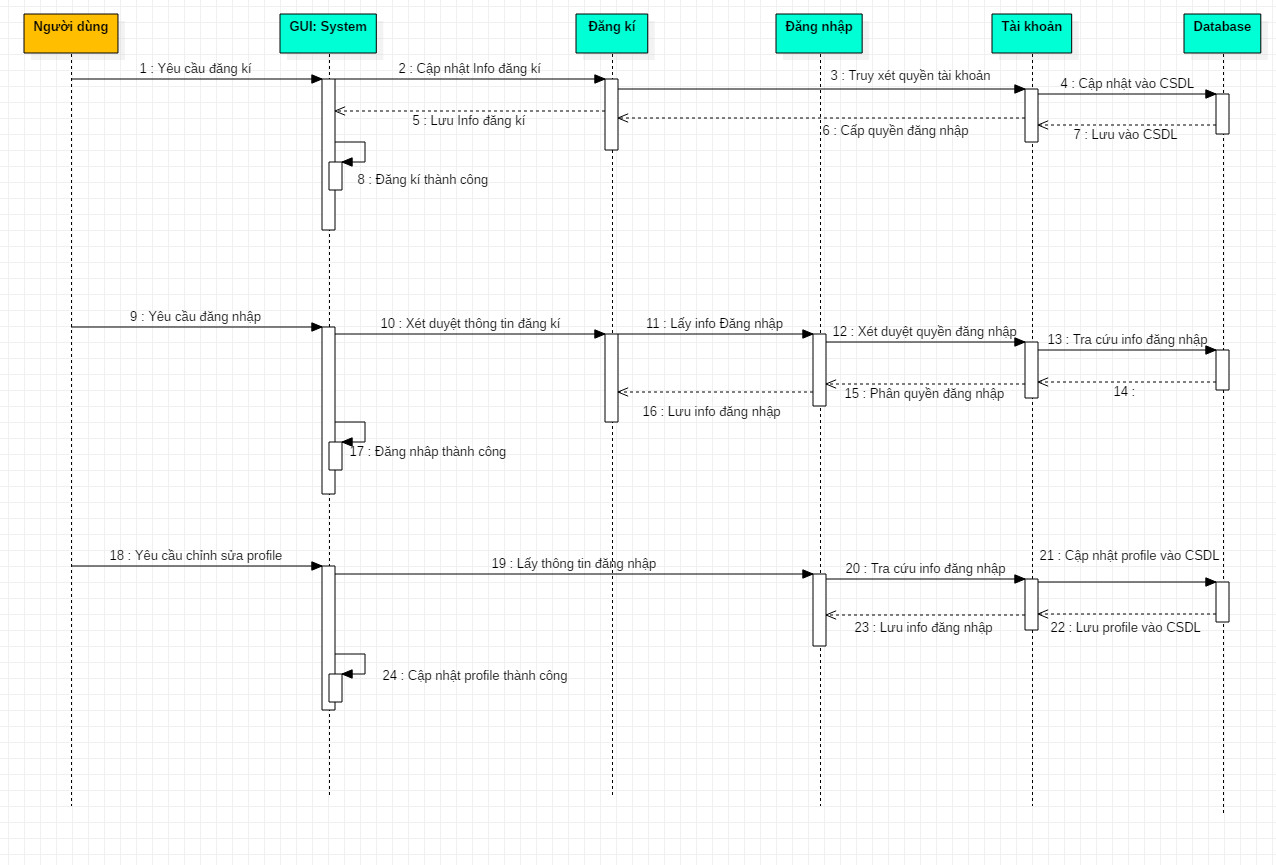 Người dùng
GUI: System
Đăng kí
Đăng nhập
Tài khoản
Database
1 : Yêu cầu đăng kí
2 : Cập nhật Info đăng kí
3 : Truy xét quyền tài khoản
4 : Cập nhật vào CSDL
5 : Lưu Info đăng kí
6 : Cấp quyền đăng nhập
7 : Lưu vào CSDL
8 : Đăng kí thành công
9 : Yêu cầu đăng nhập
10 : Xét duyệt thông tin đăng kí
11 : Lấy info Đăng nhập
12 : Xét duyệt quyền đăng nhập
13 : Tra cứu info đăng nhập
14 :
15 : Phân quyền đăng nhập
16 : Lưu info đăng nhập
17 : Đăng nhâp thành công
18 : Yêu cầu chỉnh sửa profile
19 : Lấy thông tin đăng nhập
20 : Tra cứu info đăng nhập
21 : Cập nhật profile vào CSDL
22 : Lưu profile vào CSDL
23 : Lưu info đăng nhập
24 : Cập nhật profile thành công